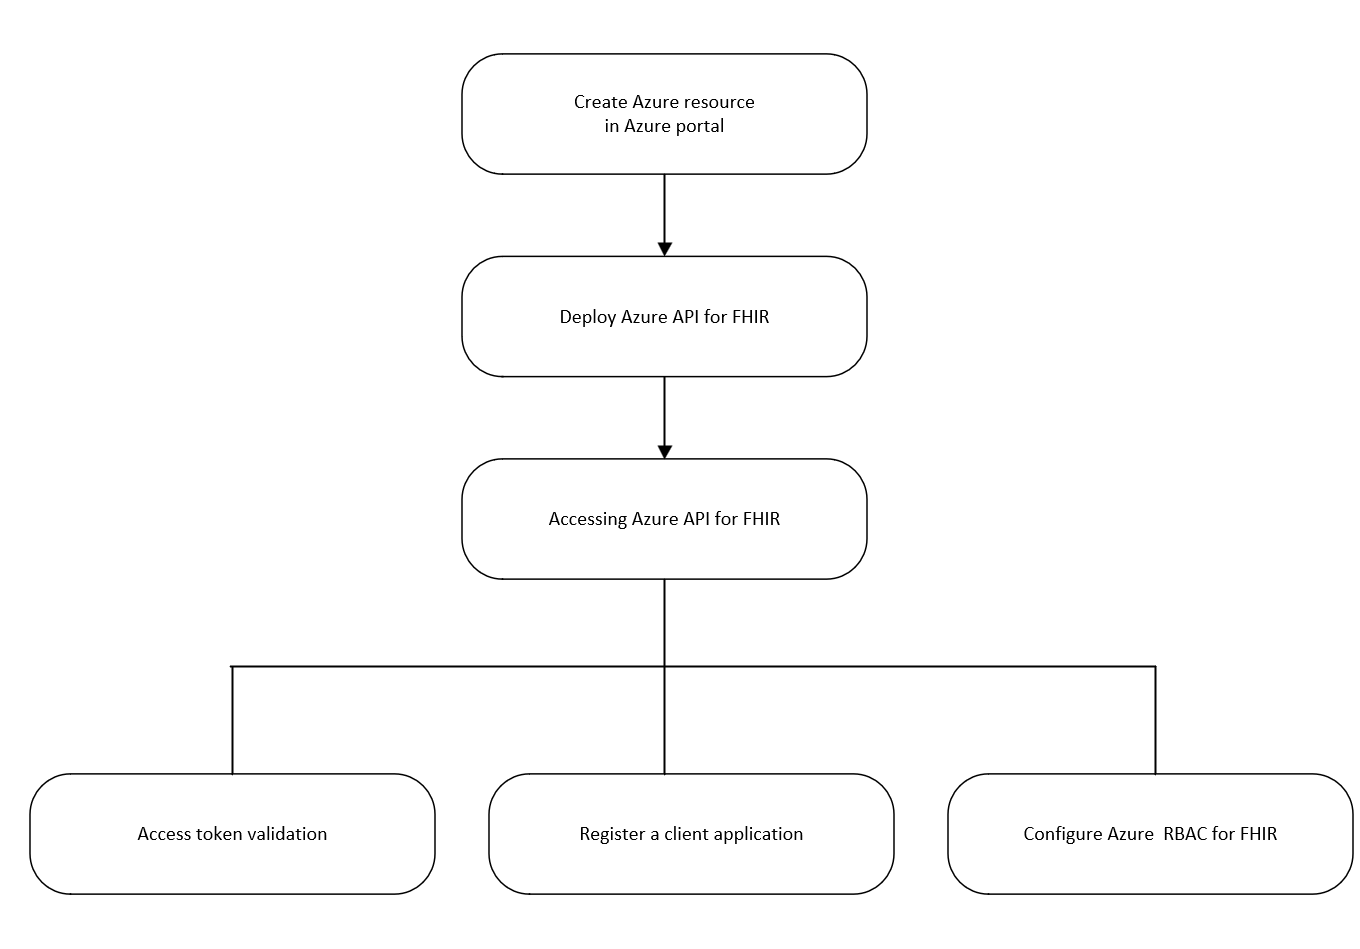 Create Azure resource
in Azure portal
Deploy Azure API for FHIR
Accessing Azure API for FHIR
Access token validation
Register a client application
Configure Azure  RBAC for FHIR